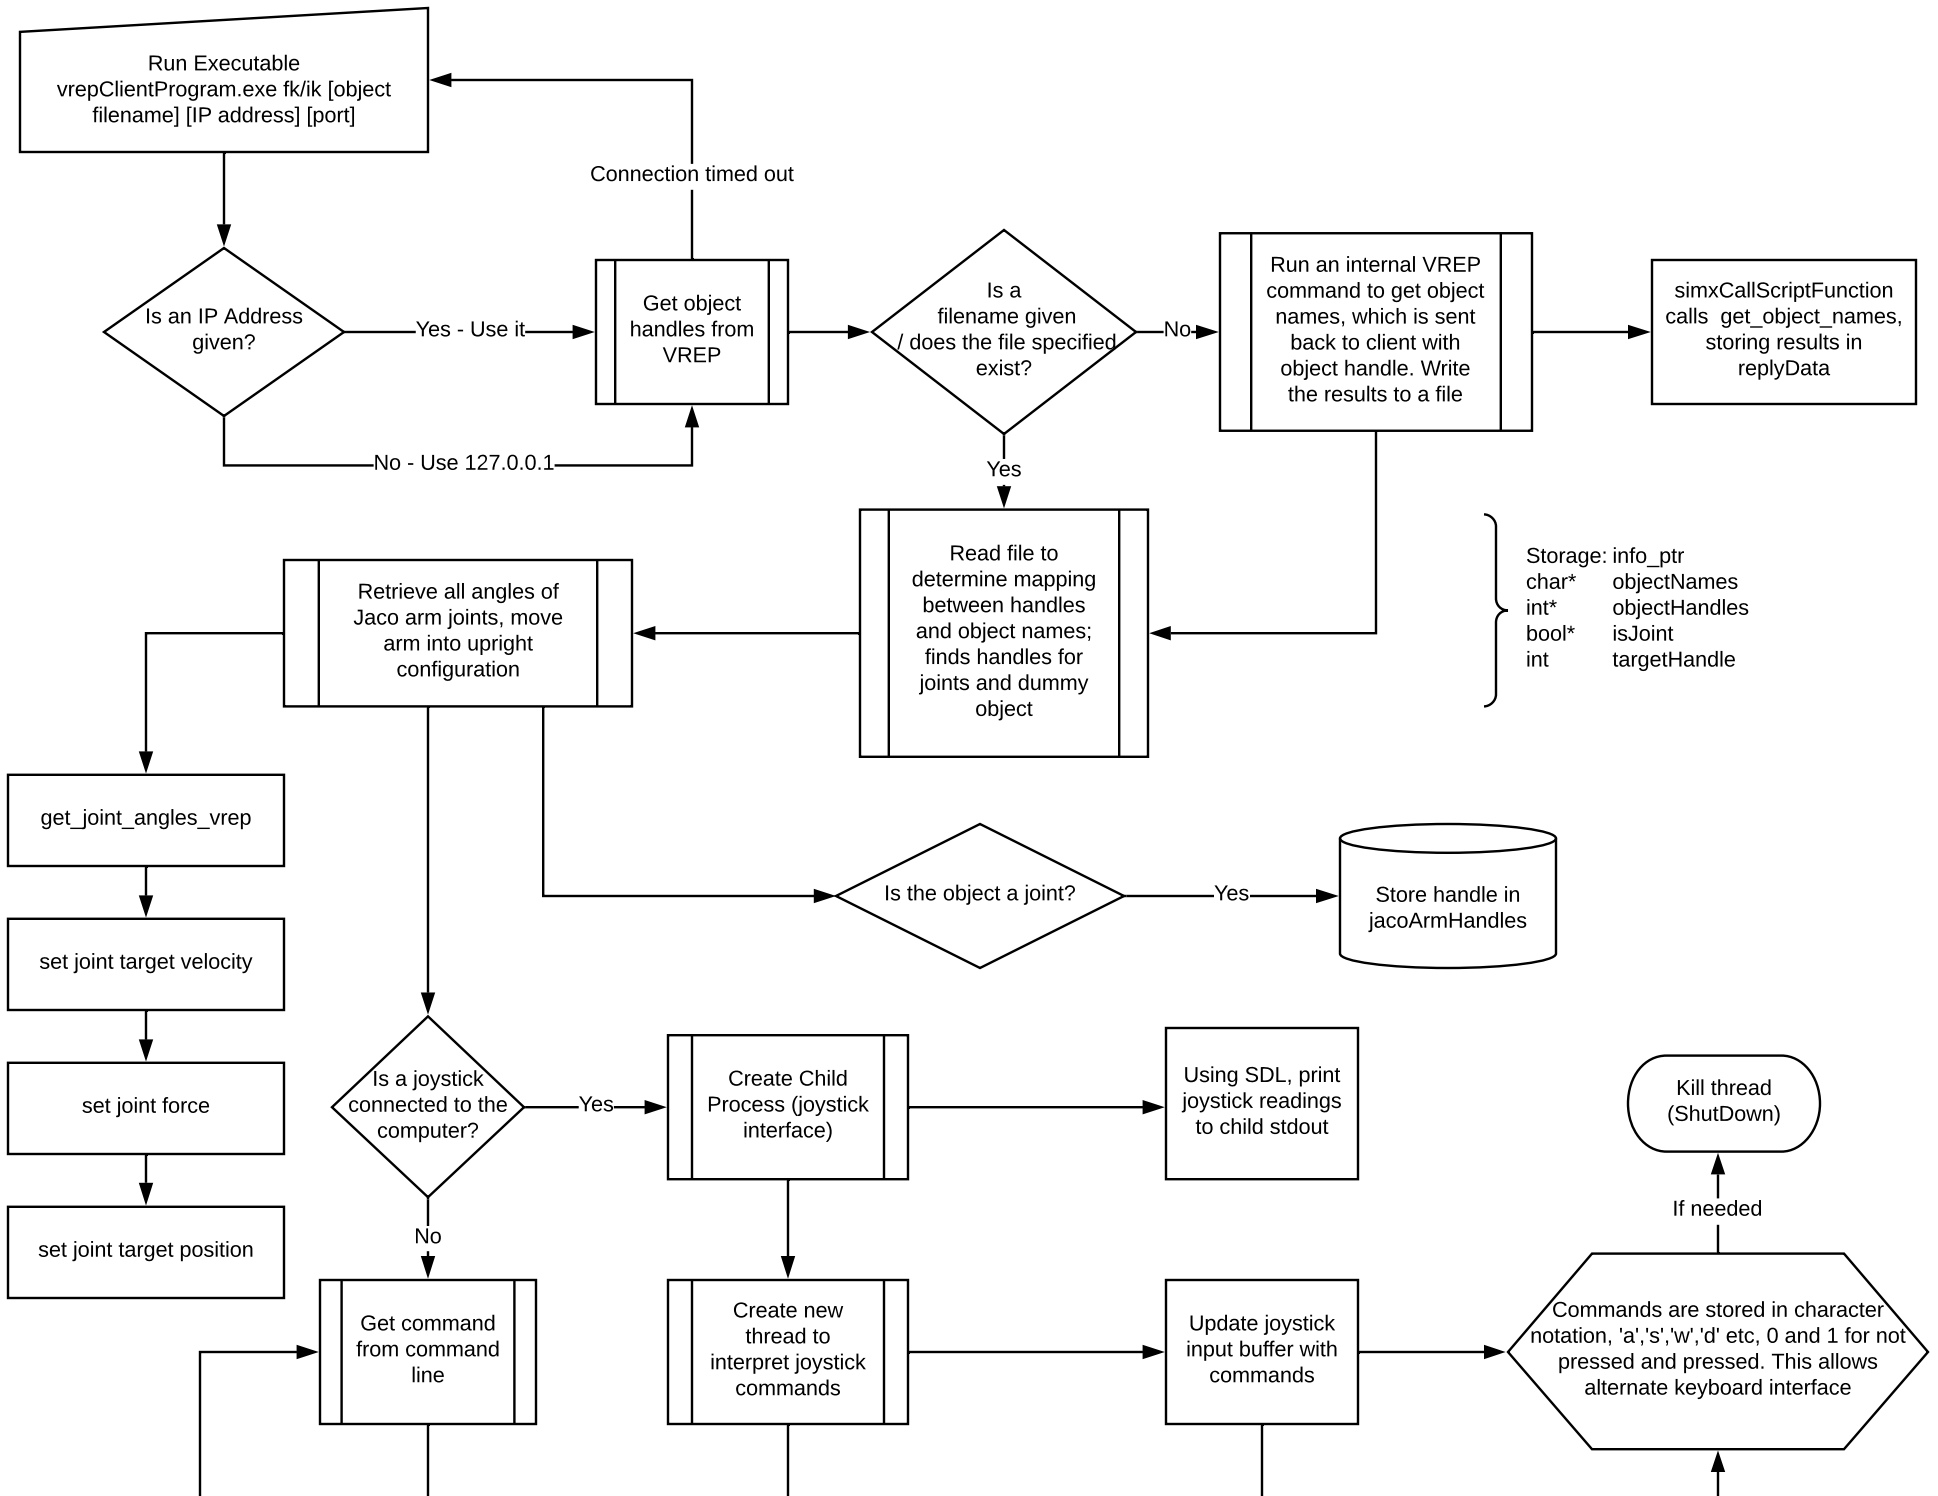 Run Executable
vrepClientProgram.exe fk/ik [object
filename] [IP address] [port]
Connection timed out
Is an IP Address
given?
Yes - Use it
No - Use 127.0.0.1
Get object
handles from
VREP
Is a
filename given
/ does the file specified
exist?
No
Yes
Run an internal VREP
command to get object
names, which is sent
back to client with
object handle. Write
the results to a file
simxCallScriptFunction
calls  get_object_names,
storing results in
replyData
Read file to
determine mapping
between handles
and object names;
finds handles for
joints and dummy
object
Storage: info_ptr
char* objectNames
int* objectHandles
bool* isJoint
int targetHandle
Retrieve all angles of
Jaco arm joints, move
arm into upright
configuration
get_joint_angles_vrep
set joint target velocity
set joint force
set joint target position
Is the object a joint?
Yes
Store handle in
jacoArmHandles
Is a joystick
connected to the
computer?
Yes
No
Create Child
Process (joystick
interface)
Using SDL, print
joystick readings
to child stdout
Kill thread
(ShutDown)
If needed
Get command
from command
line
Create new
thread to
interpret joystick
commands
Update joystick
input buffer with
commands
Commands are stored in character
notation, 'a','s','w','d' etc, 0 and 1 for not
pressed and pressed. This allows
alternate keyboard interface